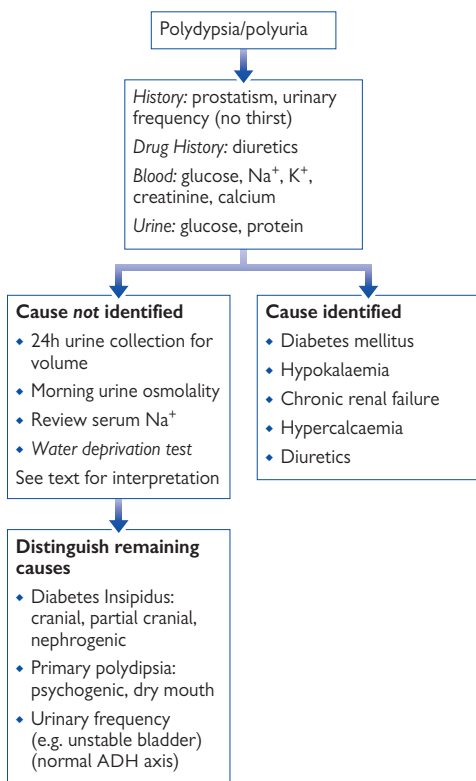 Polydypsia/polyuria
History: prostatism, urinary
frequency (no thirst)
Drug History: diuretics
Blood: glucose, Na⁺, K⁺,
creatinine, calcium
Urine: glucose, protein
Cause not identified
◆ 24h urine collection for
volume
◆ Morning urine osmolality
◆ Review serum Na⁺
◆ Water deprivation test
See text for interpretation
Cause identified
◆ Diabetes mellitus
◆ Hypokalaemia
◆ Chronic renal failure
◆ Hypercalcaemia
◆ Diuretics
Distinguish remaining
causes
◆ Diabetes Insipidus:
cranial, partial cranial,
nephrogenic
◆ Primary polydipsia:
psychogenic, dry mouth
◆ Urinary frequency
(e.g. unstable bladder)
(normal ADH axis)